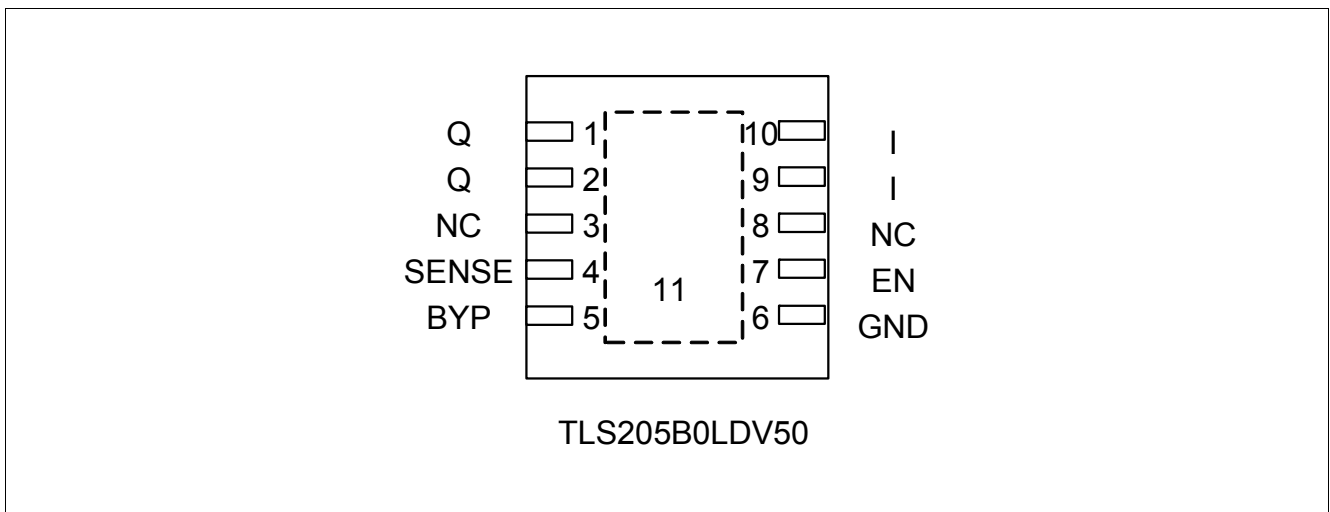 Q 1 10 I
Q 2 9 I
NC 3 8 NC
SENSE 4 7 EN
BYP 5 6 GND
11
TLS205B0LDV50